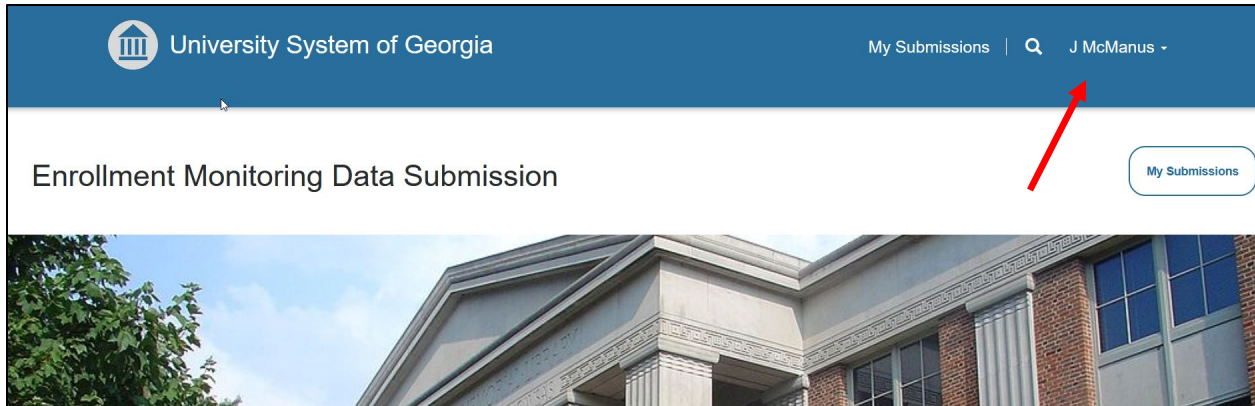 University System of Georgia
My Submissions | J McManus
Enrollment Monitoring Data Submission
My Submissions